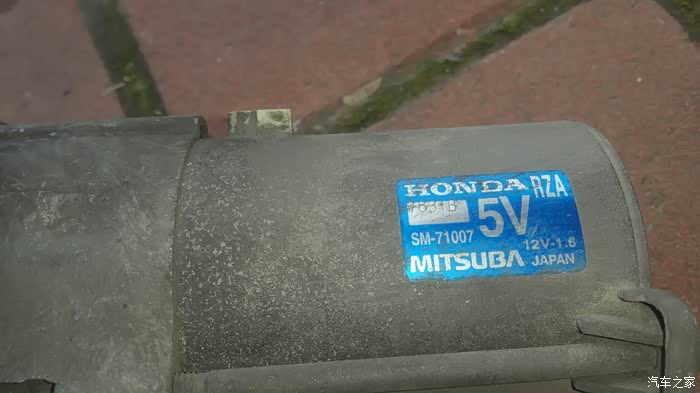 HONDA RZA
5V
SM-71007
12V-1.6
MITSUBA JAPAN
汽车之家